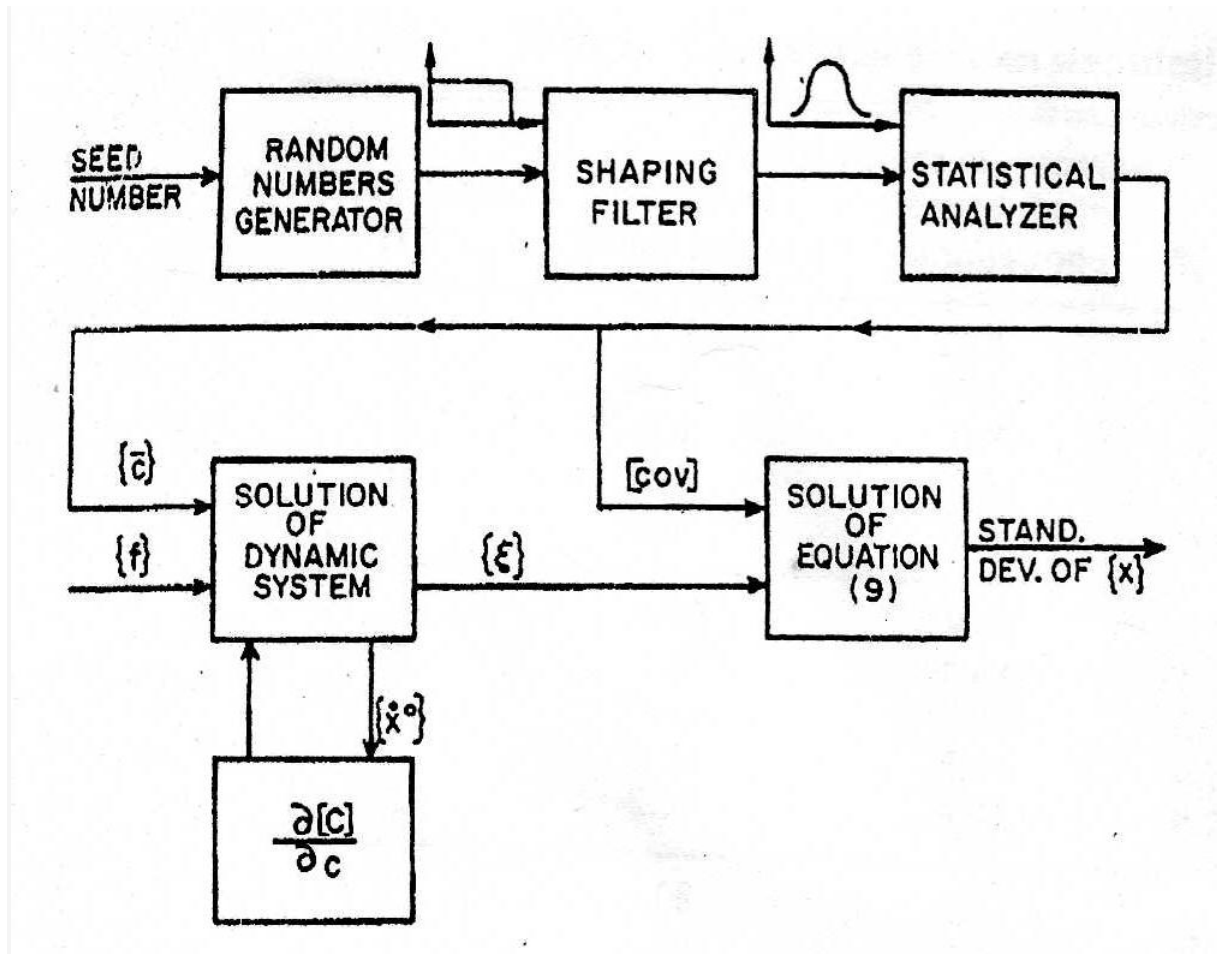 SEED
NUMBER
RANDOM
NUMBERS
GENERATOR
SHAPING
FILTER
STATISTICAL
ANALYZER
{c̄}
{f}
SOLUTION
OF
DYNAMIC
SYSTEM
{ξ}
[COV]
SOLUTION
OF
EQUATION
(9)
STAND.
DEV. OF {x}
{ẋ°}
∂[C]
∂c